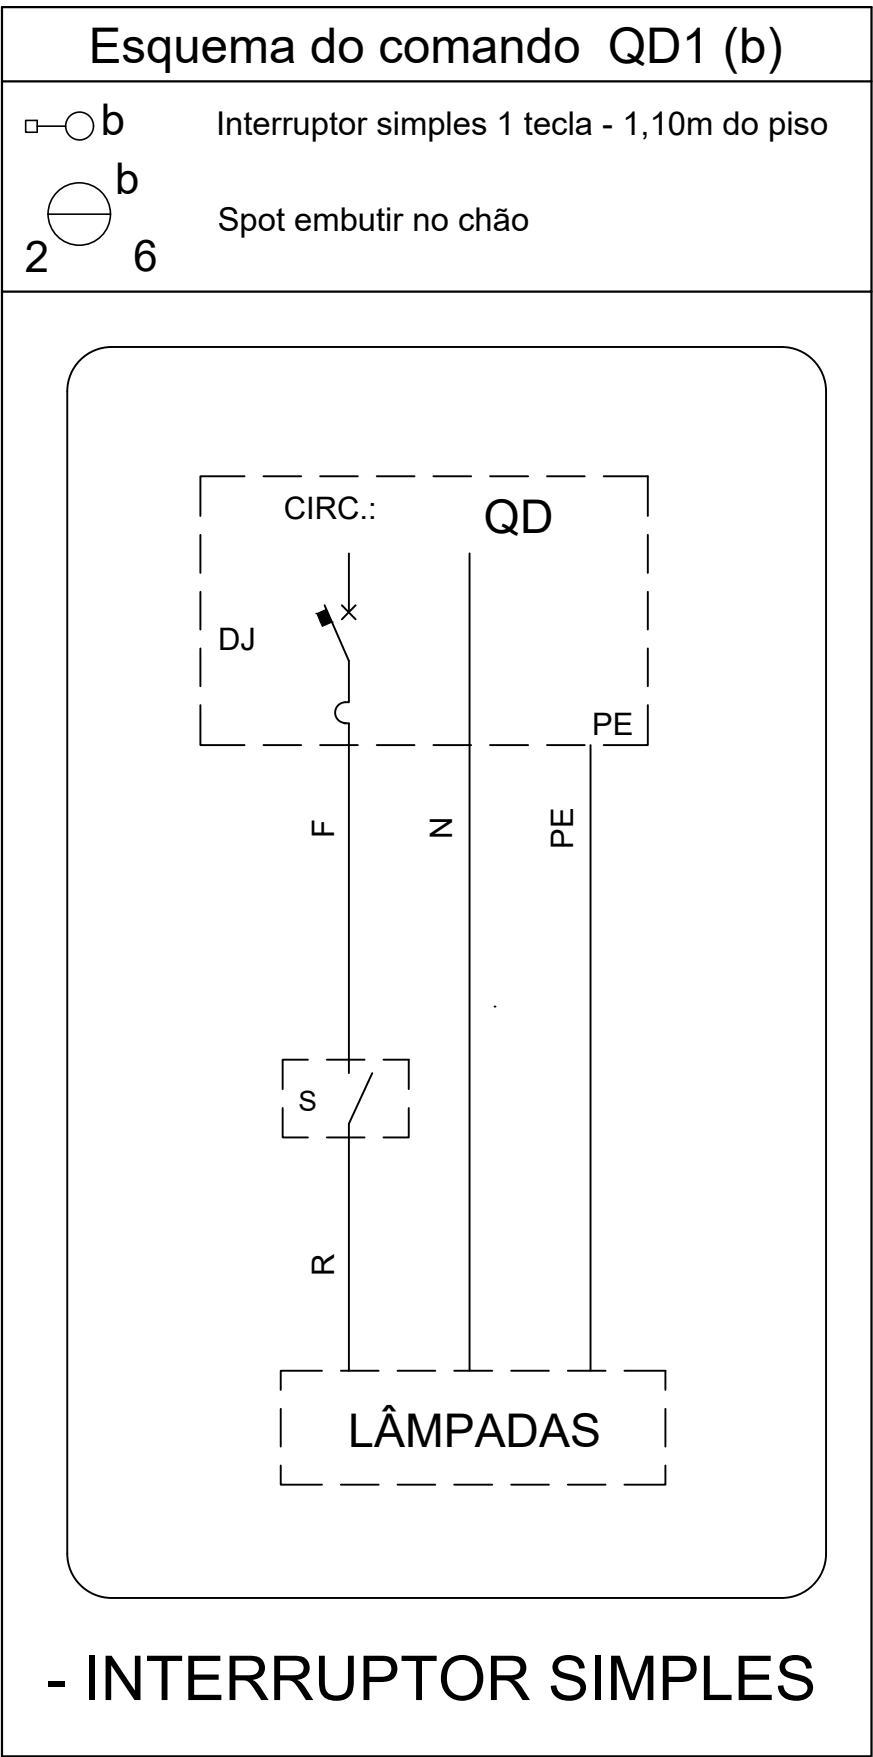 Esquema do comando QD1 (b)
b
Interruptor simples 1 tecla - 1,10m do piso
b
Spot embutir no chão
2
6
CIRC.:
QD
DJ
PE
F
N
PE
S
R
LÂMPADAS
- INTERRUPTOR SIMPLES